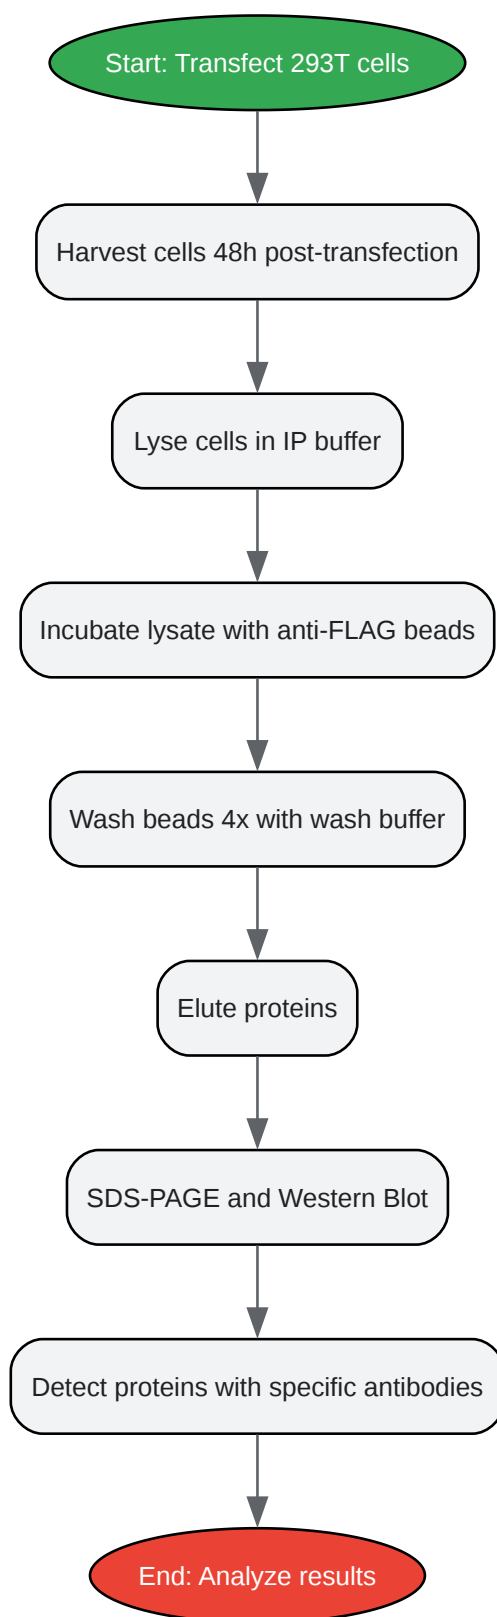 Start: Transfect 293T cells
Harvest cells 48h post-transfection
Lyse cells in IP buffer
Incubate lysate with anti-FLAG beads
Wash beads 4x with wash buffer
Elute proteins
SDS-PAGE and Western Blot
Detect proteins with specific antibodies
End: Analyze results